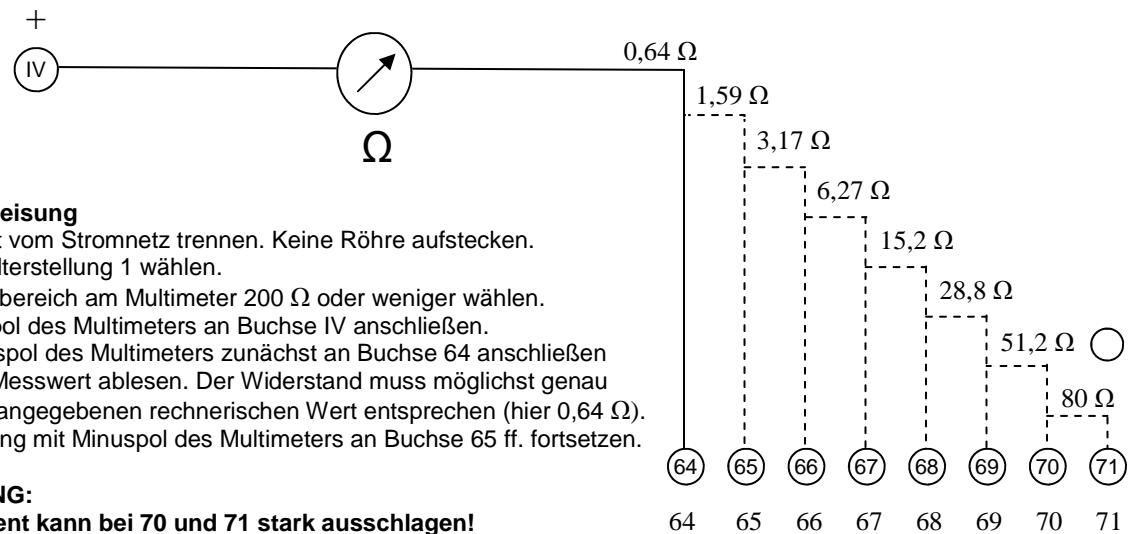 +
IV
Ω
0,64 Ω
1,59 Ω
3,17 Ω
6,27 Ω
15,2 Ω
28,8 Ω
51,2 Ω
80 Ω
eisung
t vom Stromnetz trennen. Keine Röhre aufstecken.
lterstellung 1 wählen.
bereich am Multimeter 200 Ω oder weniger wählen.
ol des Multimeters an Buchse IV anschließen.
spol des Multimeters zunächst an Buchse 64 anschließen
Messwert ablesen. Der Widerstand muss möglichst genau
angegebenen rechnerischen Wert entsprechen (hier 0,64 Ω).
ng mit Minuspol des Multimeters an Buchse 65 ff. fortsetzen.
NG:
ent kann bei 70 und 71 stark ausschlagen!
64 65 66 67 68 69 70 71
64 65 66 67 68 69 70 71